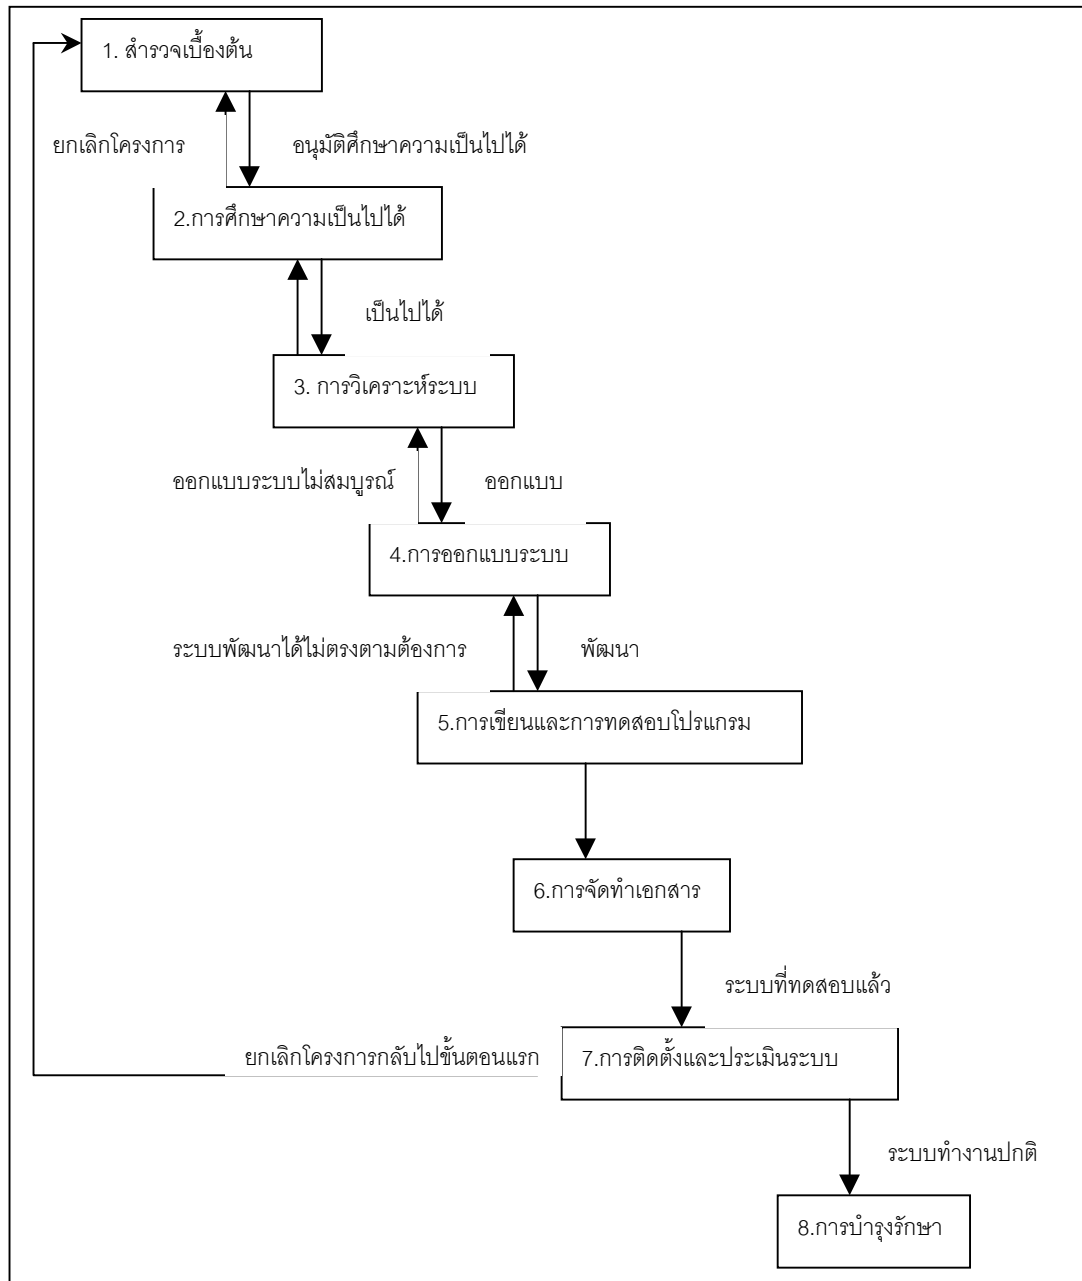 1. สำรวจเบื้องต้น
ยกเลิกโครงการ
อนุมัติศึกษาความเป็นไปได้
2.การศึกษาความเป็นไปได้
เป็นไปได้
3. การวิเคราะห์ระบบ
ออกแบบระบบไม่สมบูรณ์
ออกแบบ
4.การออกแบบระบบ
ระบบพัฒนาได้ไม่ตรงตามต้องการ
พัฒนา
5.การเขียนและการทดสอบโปรแกรม
6.การจัดทำเอกสาร
ระบบที่ทดสอบแล้ว
ยกเลิกโครงการกลับไปขั้นตอนแรก
7.การติดตั้งและประเมินระบบ
ระบบทำงานปกติ
8.การบำรุงรักษา